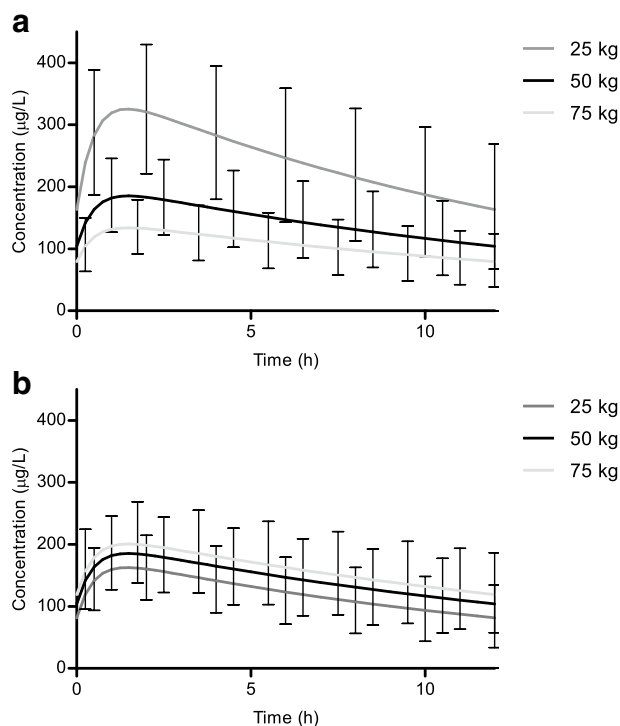 a
Concentration (µg/L)
400
300
200
100
0
0 5 10
Time (h)
25 kg
50 kg
75 kg
b
Concentration (µg/L)
400
300
200
100
0
0 5 10
Time (h)
25 kg
50 kg
75 kg